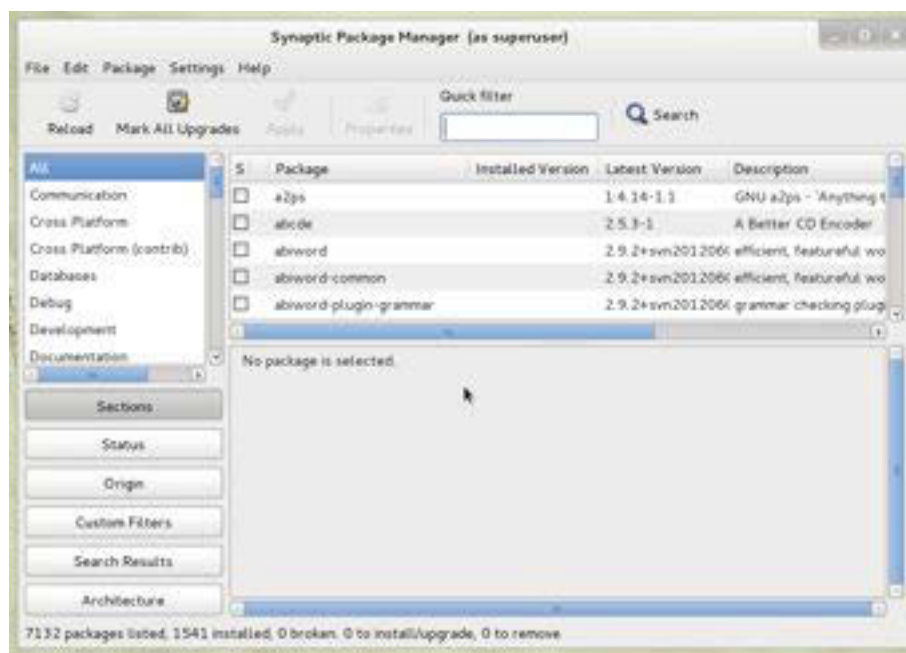 Synaptic Package Manager (as superuser)
File Edit Package Settings Help
Reload Mark All Upgrades Apply Properties
Quick filter
Search
All
Communication
Cross Platform
Cross Platform (contrib)
Databases
Debug
Development
Documentation
S Package Installed Version Latest Version Description
a2ps 1:4.14-1.1 GNU a2ps - 'Anything t
abcde 2.5.3-1 A Better CD Encoder
abiword 2.9.2+svn2012060 efficient, featureful wo
abiword-common 2.9.2+svn2012060 efficient, featureful wo
abiword-plugin-grammar 2.9.2+svn2012060 grammar checking plug
No package is selected.
Sections
Status
Origin
Custom Filters
Search Results
Architecture
7132 packages listed, 1541 installed, 0 broken. 0 to install/upgrade, 0 to remove